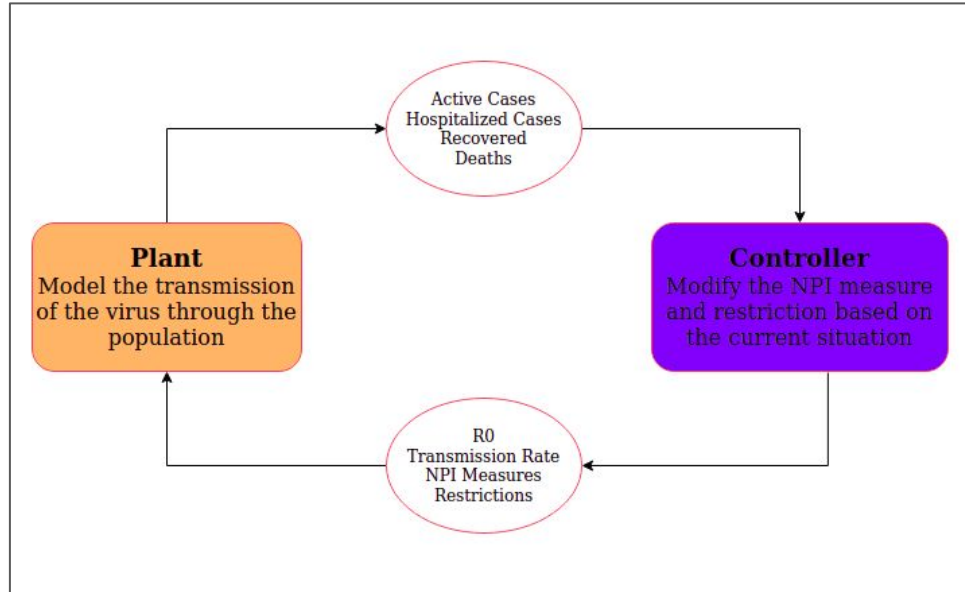 Active Cases
Hospitalized Cases
Recovered
Deaths
Plant
Model the transmission
of the virus through the
population
Controller
Modify the NPI measure
and restriction based on
the current situation
R0
Transmission Rate
NPI Measures
Restrictions